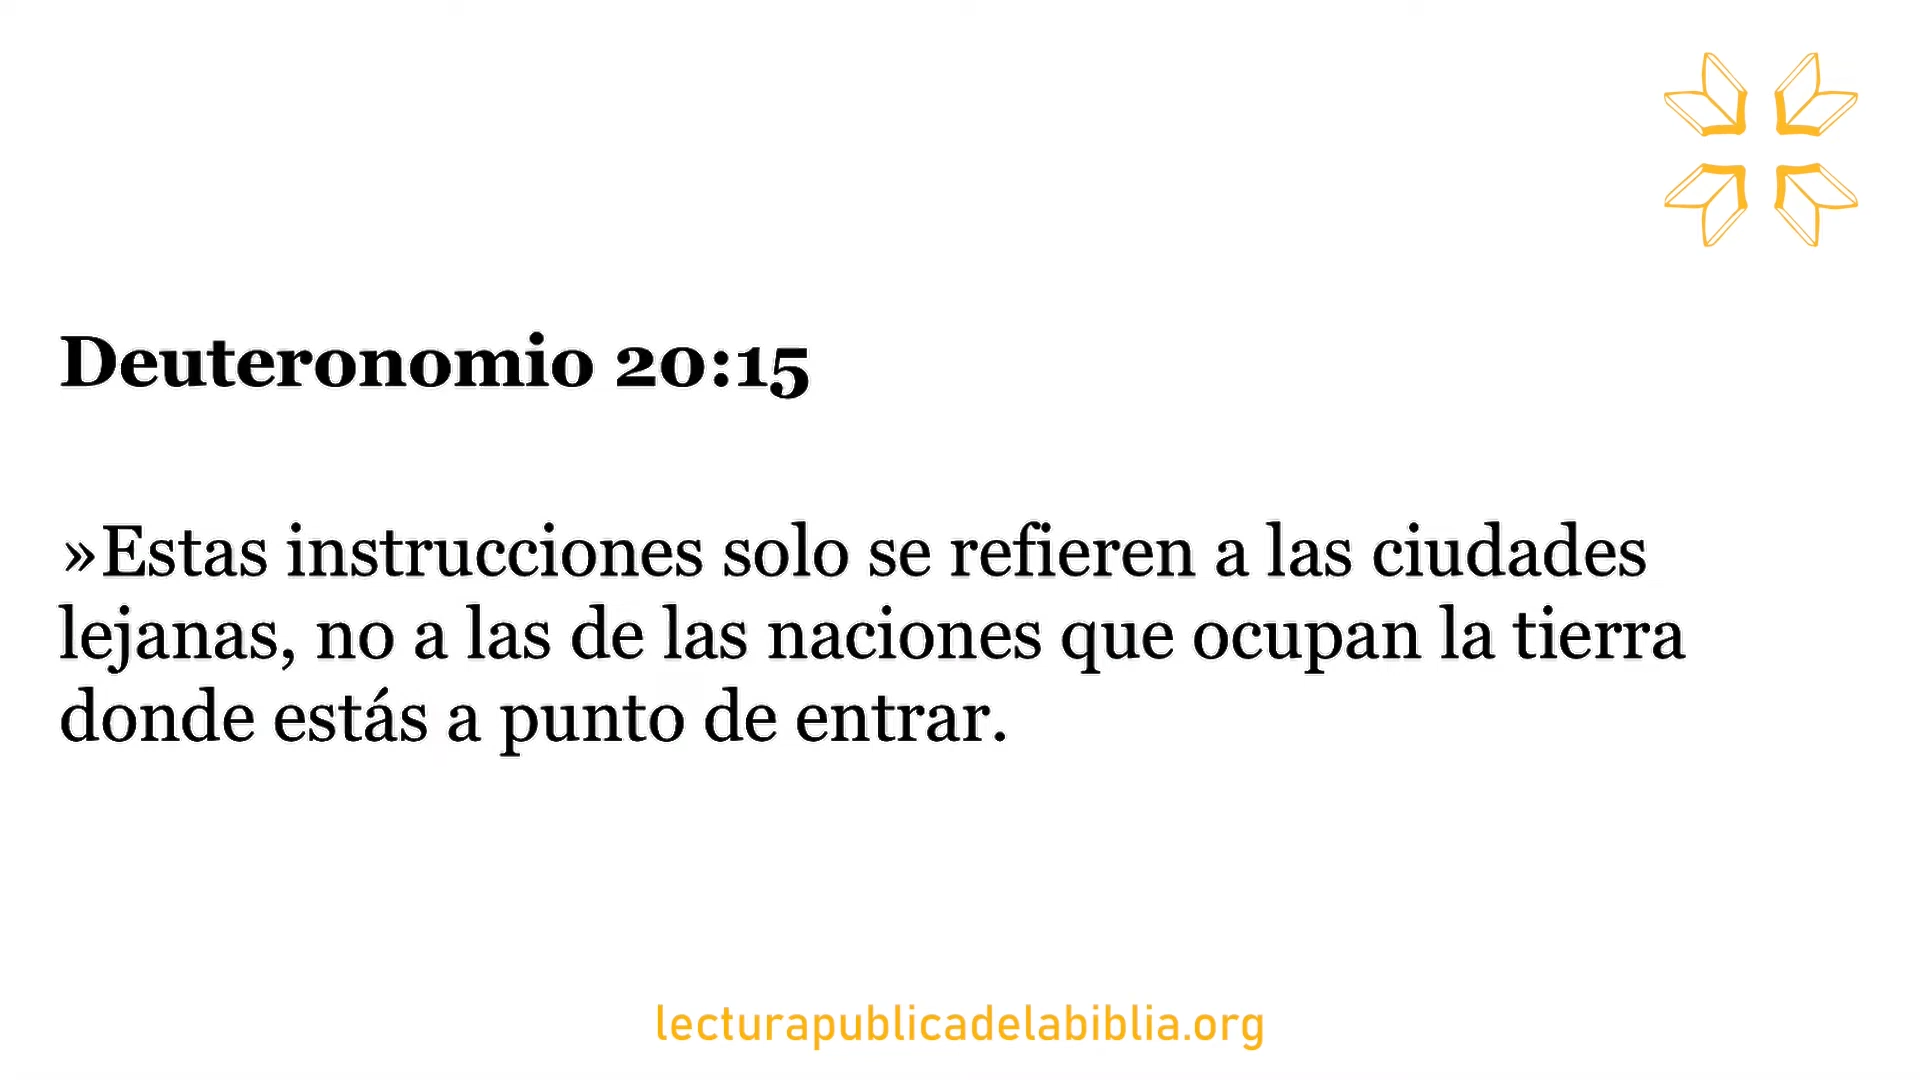 Deuteronomio 20:15
»Estas instrucciones solo se refieren a las ciudades
lejanas, no a las de las naciones que ocupan la tierra
donde estás a punto de entrar.
lecturapublicadelabiblia.org